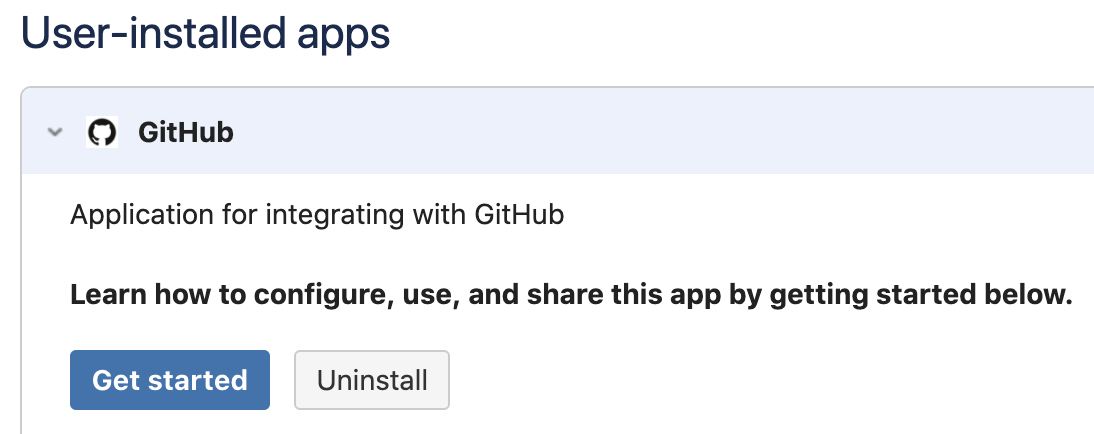 User-installed apps
GitHub
Application for integrating with GitHub
Learn how to configure, use, and share this app by getting started below.
Get started
Uninstall